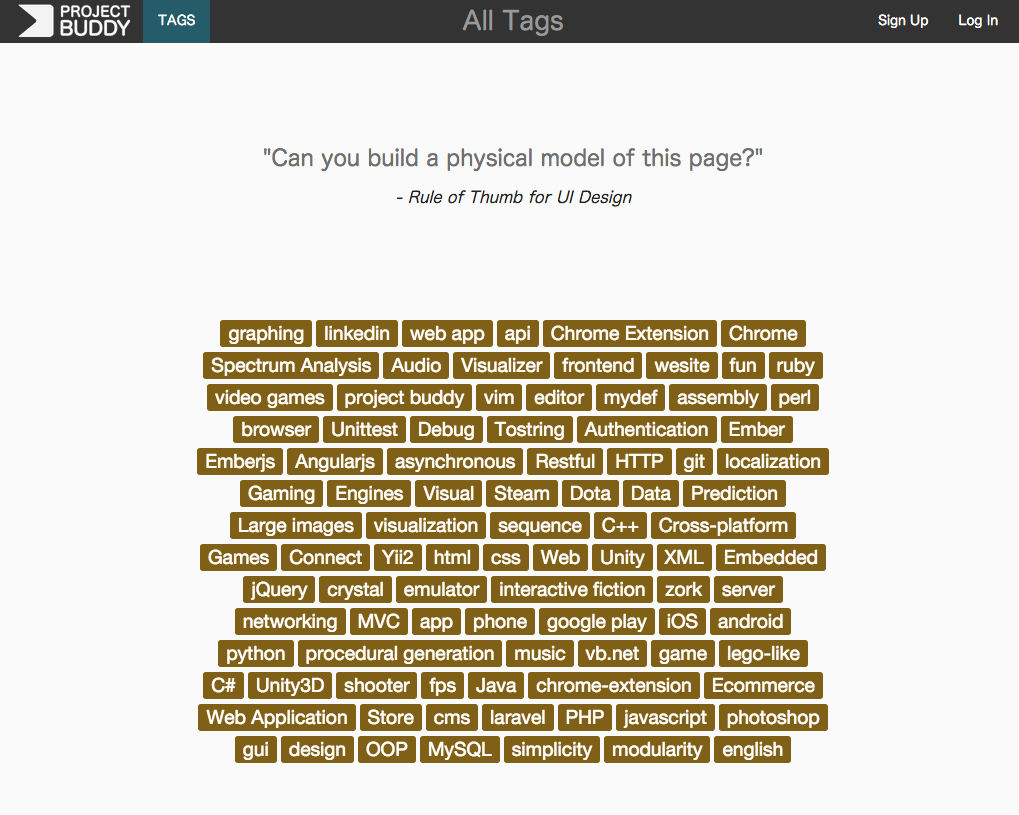 PROJECT
BUDDY
TAGS
All Tags
Sign Up
Log In
"Can you build a physical model of this page?"
- Rule of Thumb for UI Design
graphing linkedin web app api Chrome Extension Chrome
Spectrum Analysis Audio Visualizer frontend wesite fun ruby
video games project buddy vim editor mydef assembly perl
browser Unittest Debug Tostring Authentication Ember
Emberjs Angularjs asynchronous Restful HTTP git localization
Gaming Engines Visual Steam Dota Data Prediction
Large images visualization sequence C++ Cross-platform
Games Connect Yii2 html css Web Unity XML Embedded
jQuery crystal emulator interactive fiction zork server
networking MVC app phone google play iOS android
python procedural generation music vb.net game lego-like
C# Unity3D shooter fps Java chrome-extension Ecommerce
Web Application Store cms laravel PHP javascript photoshop
gui design OOP MySQL simplicity modularity english